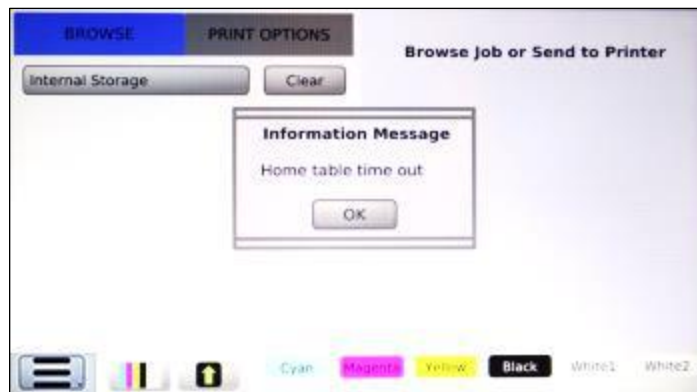 BROWSE
PRINT OPTIONS
Browse Job or Send to Printer
Internal Storage
Clear
Information Message
Home table time out
OK
Cyan
Magenta
Yellow
Black
White1
White2